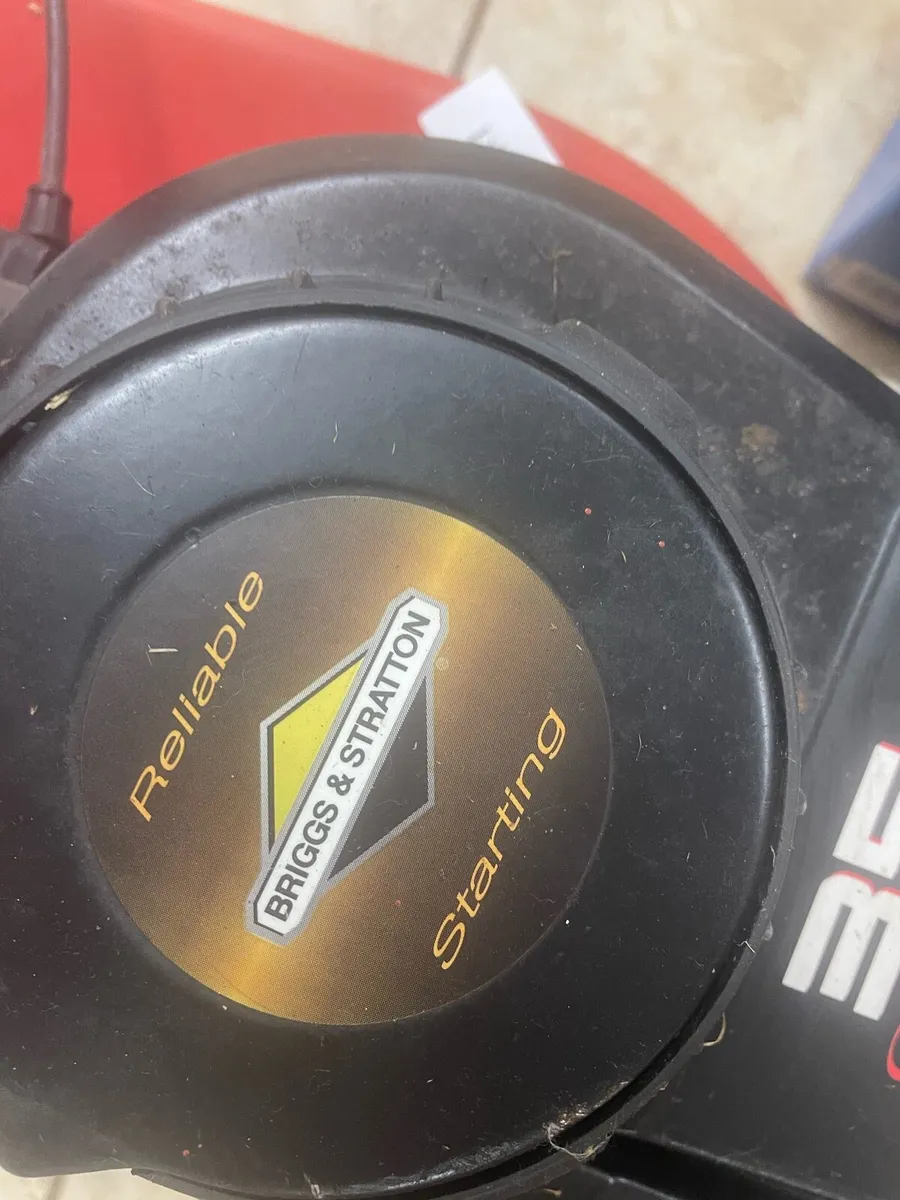 Reliable
BRIGGS & STRATTON
Starting